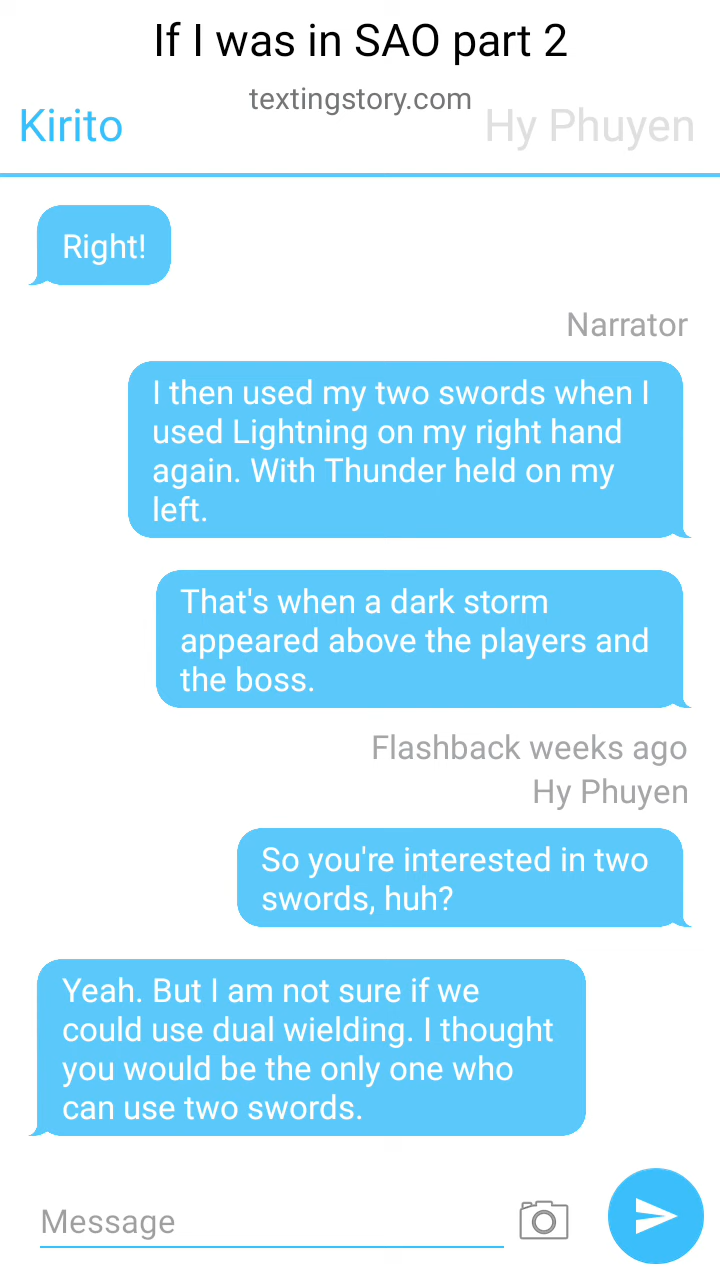 If I was in SAO part 2
textingstory.com
Kirito
Hy Phuyen
Right!
Narrator
I then used my two swords when I
used Lightning on my right hand
again. With Thunder held on my
left.
That's when a dark storm
appeared above the players and
the boss.
Flashback weeks ago
Hy Phuyen
So you're interested in two
swords, huh?
Yeah. But I am not sure if we
could use dual wielding. I thought
you would be the only one who
can use two swords.
Message